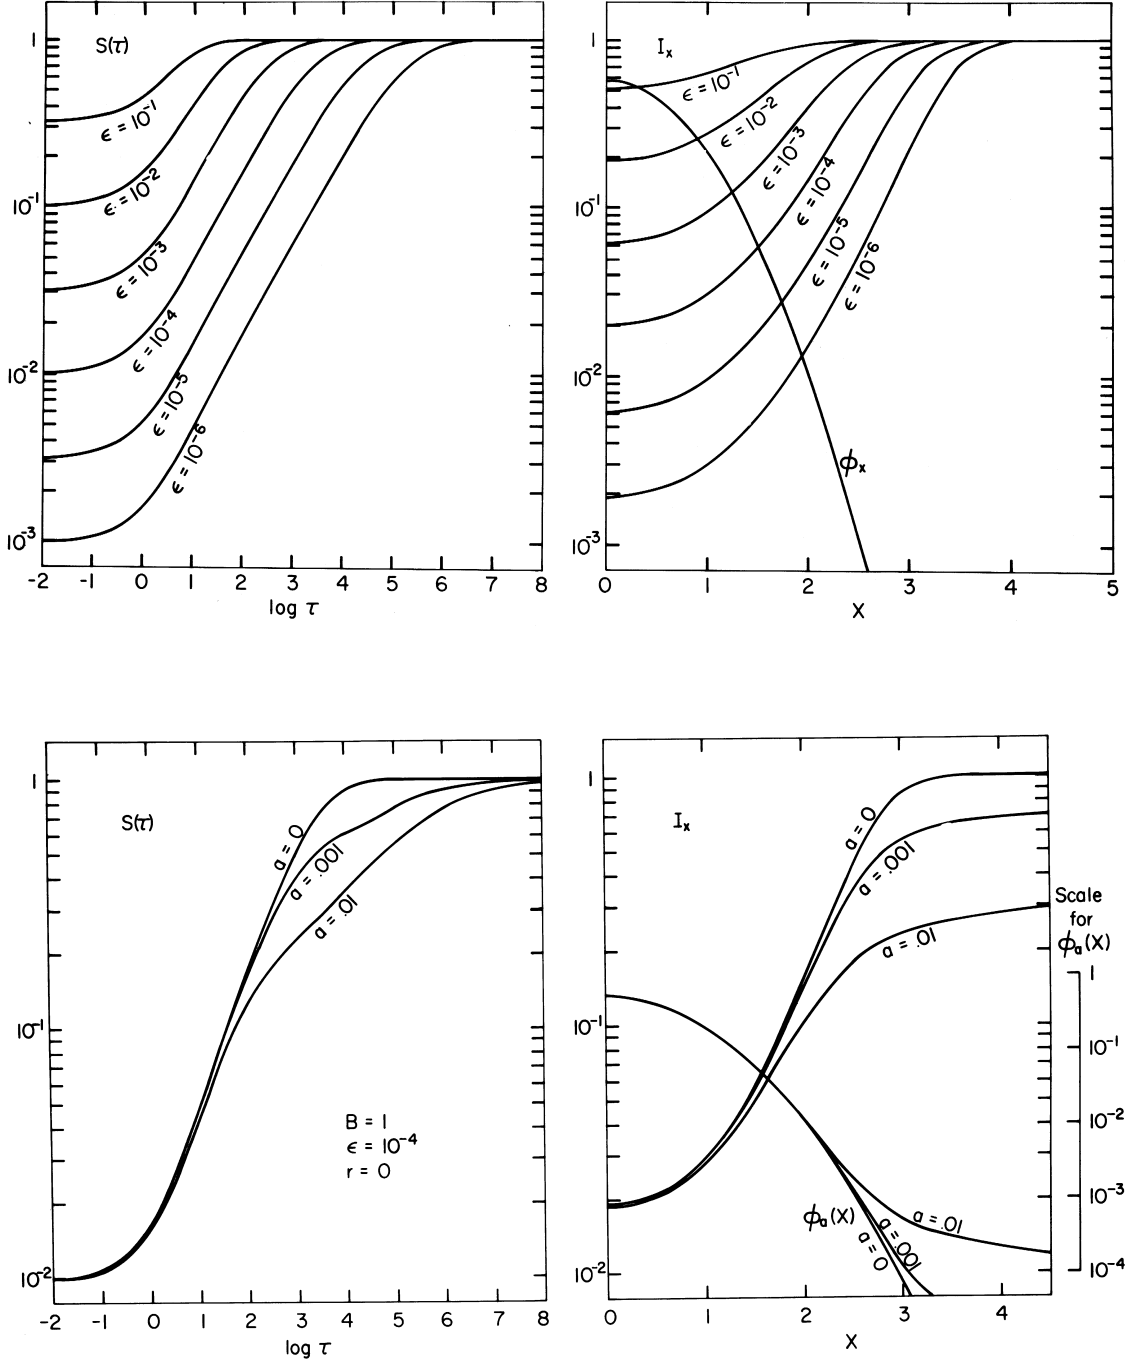 S(τ)
1
10⁻¹
10⁻²
10⁻³
ϵ = 10⁻¹
ϵ = 10⁻²
ϵ = 10⁻³
ϵ = 10⁻⁴
ϵ = 10⁻⁵
ϵ = 10⁻⁶
-2 -1 0 1 2 3 4 5 6 7 8
log τ
Iₓ
1
10⁻¹
10⁻²
10⁻³
ϵ = 10⁻¹
ϵ = 10⁻²
ϵ = 10⁻³
ϵ = 10⁻⁴
ϵ = 10⁻⁵
ϵ = 10⁻⁶
ϕₓ
0 1 2 3 4 5
X
S(τ)
1
10⁻¹
10⁻²
a = 0
a = .001
a = .01
B = 1
ϵ = 10⁻⁴
r = 0
-2 -1 0 1 2 3 4 5 6 7 8
log τ
Iₓ
1
10⁻¹
10⁻²
a = 0
a = .001
a = .01
ϕₐ(X)
a = .01
a = .001
a = 0
0 1 2 3 4 4.5
X
Scale
for
ϕₐ(X)
1
10⁻¹
10⁻²
10⁻³
10⁻⁴